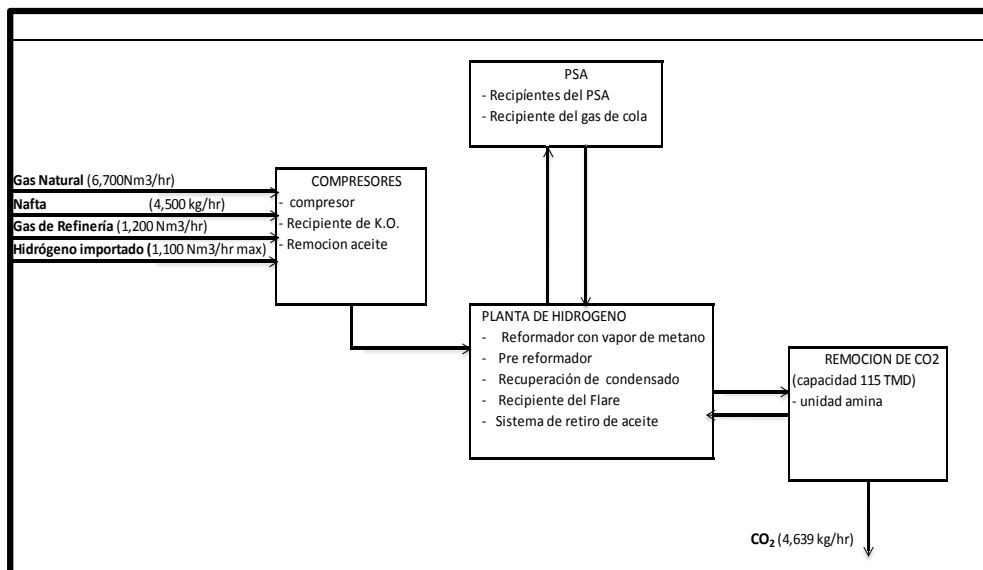 PSA
- Recipíentes del PSA
- Recipiente del gas de cola
Gas Natural (6,700Nm3/hr)
Nafta (4,500 kg/hr)
Gas de Refinería (1,200 Nm3/hr)
Hidrógeno importado (1,100 Nm3/hr max)
COMPRESORES
- compresor
- Recipiente de K.O.
- Remocion aceite
PLANTA DE HIDROGENO
- Reformador con vapor de metano
- Pre reformador
- Recuperación de condensado
- Recipiente del Flare
- Sistema de retiro de aceite
REMOCION DE CO2
(capacidad 115 TMD)
- unidad amina
CO₂ (4,639 kg/hr)